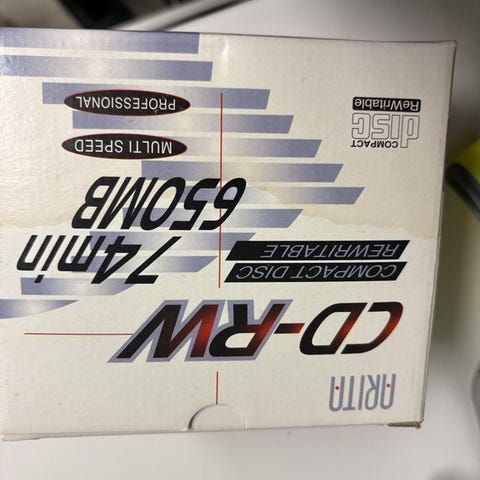 ARITA
CD-RW
COMPACT DISC
REWRITABLE
74min
650MB
MULTI SPEED
PROFESSIONAL
COMPACT
disc
ReWritable